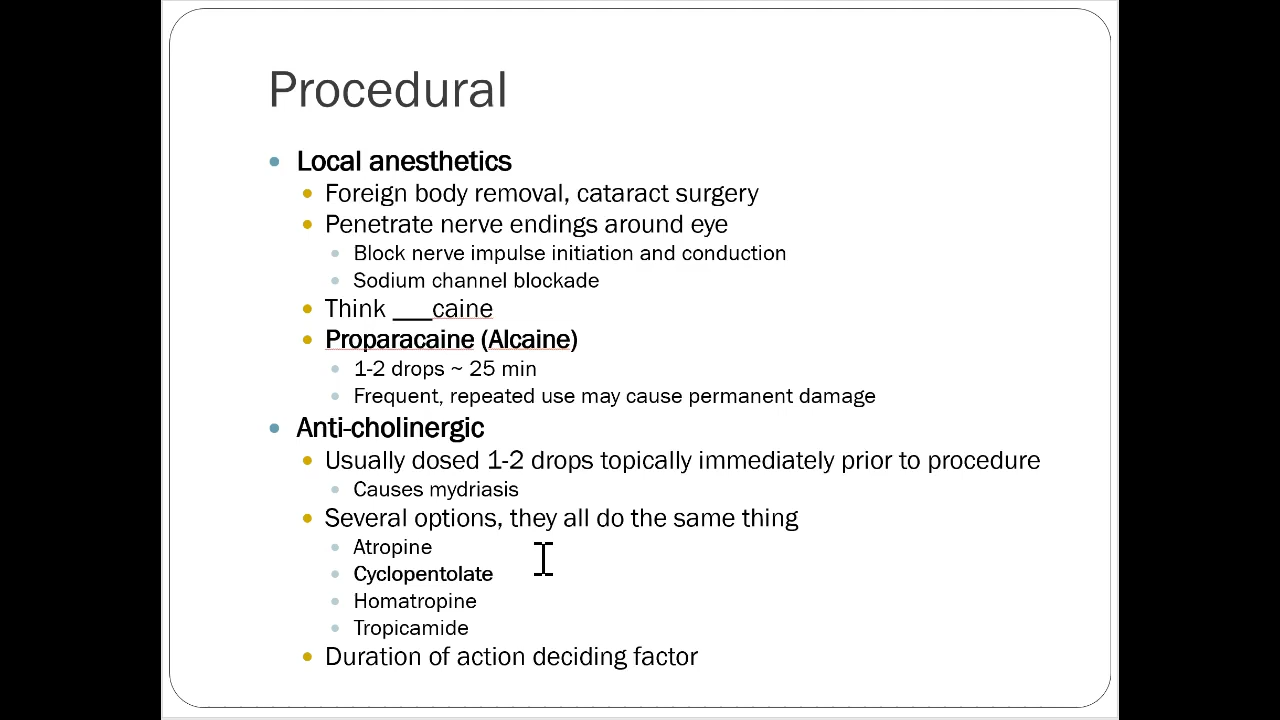 Procedural
Local anesthetics
Foreign body removal, cataract surgery
Penetrate nerve endings around eye
Block nerve impulse initiation and conduction
Sodium channel blockade
Think ___caine
Proparacaine (Alcaine)
1-2 drops ~ 25 min
Frequent, repeated use may cause permanent damage
Anti-cholinergic
Usually dosed 1-2 drops topically immediately prior to procedure
Causes mydriasis
Several options, they all do the same thing
Atropine
Cyclopentolate
Homatropine
Tropicamide
Duration of action deciding factor